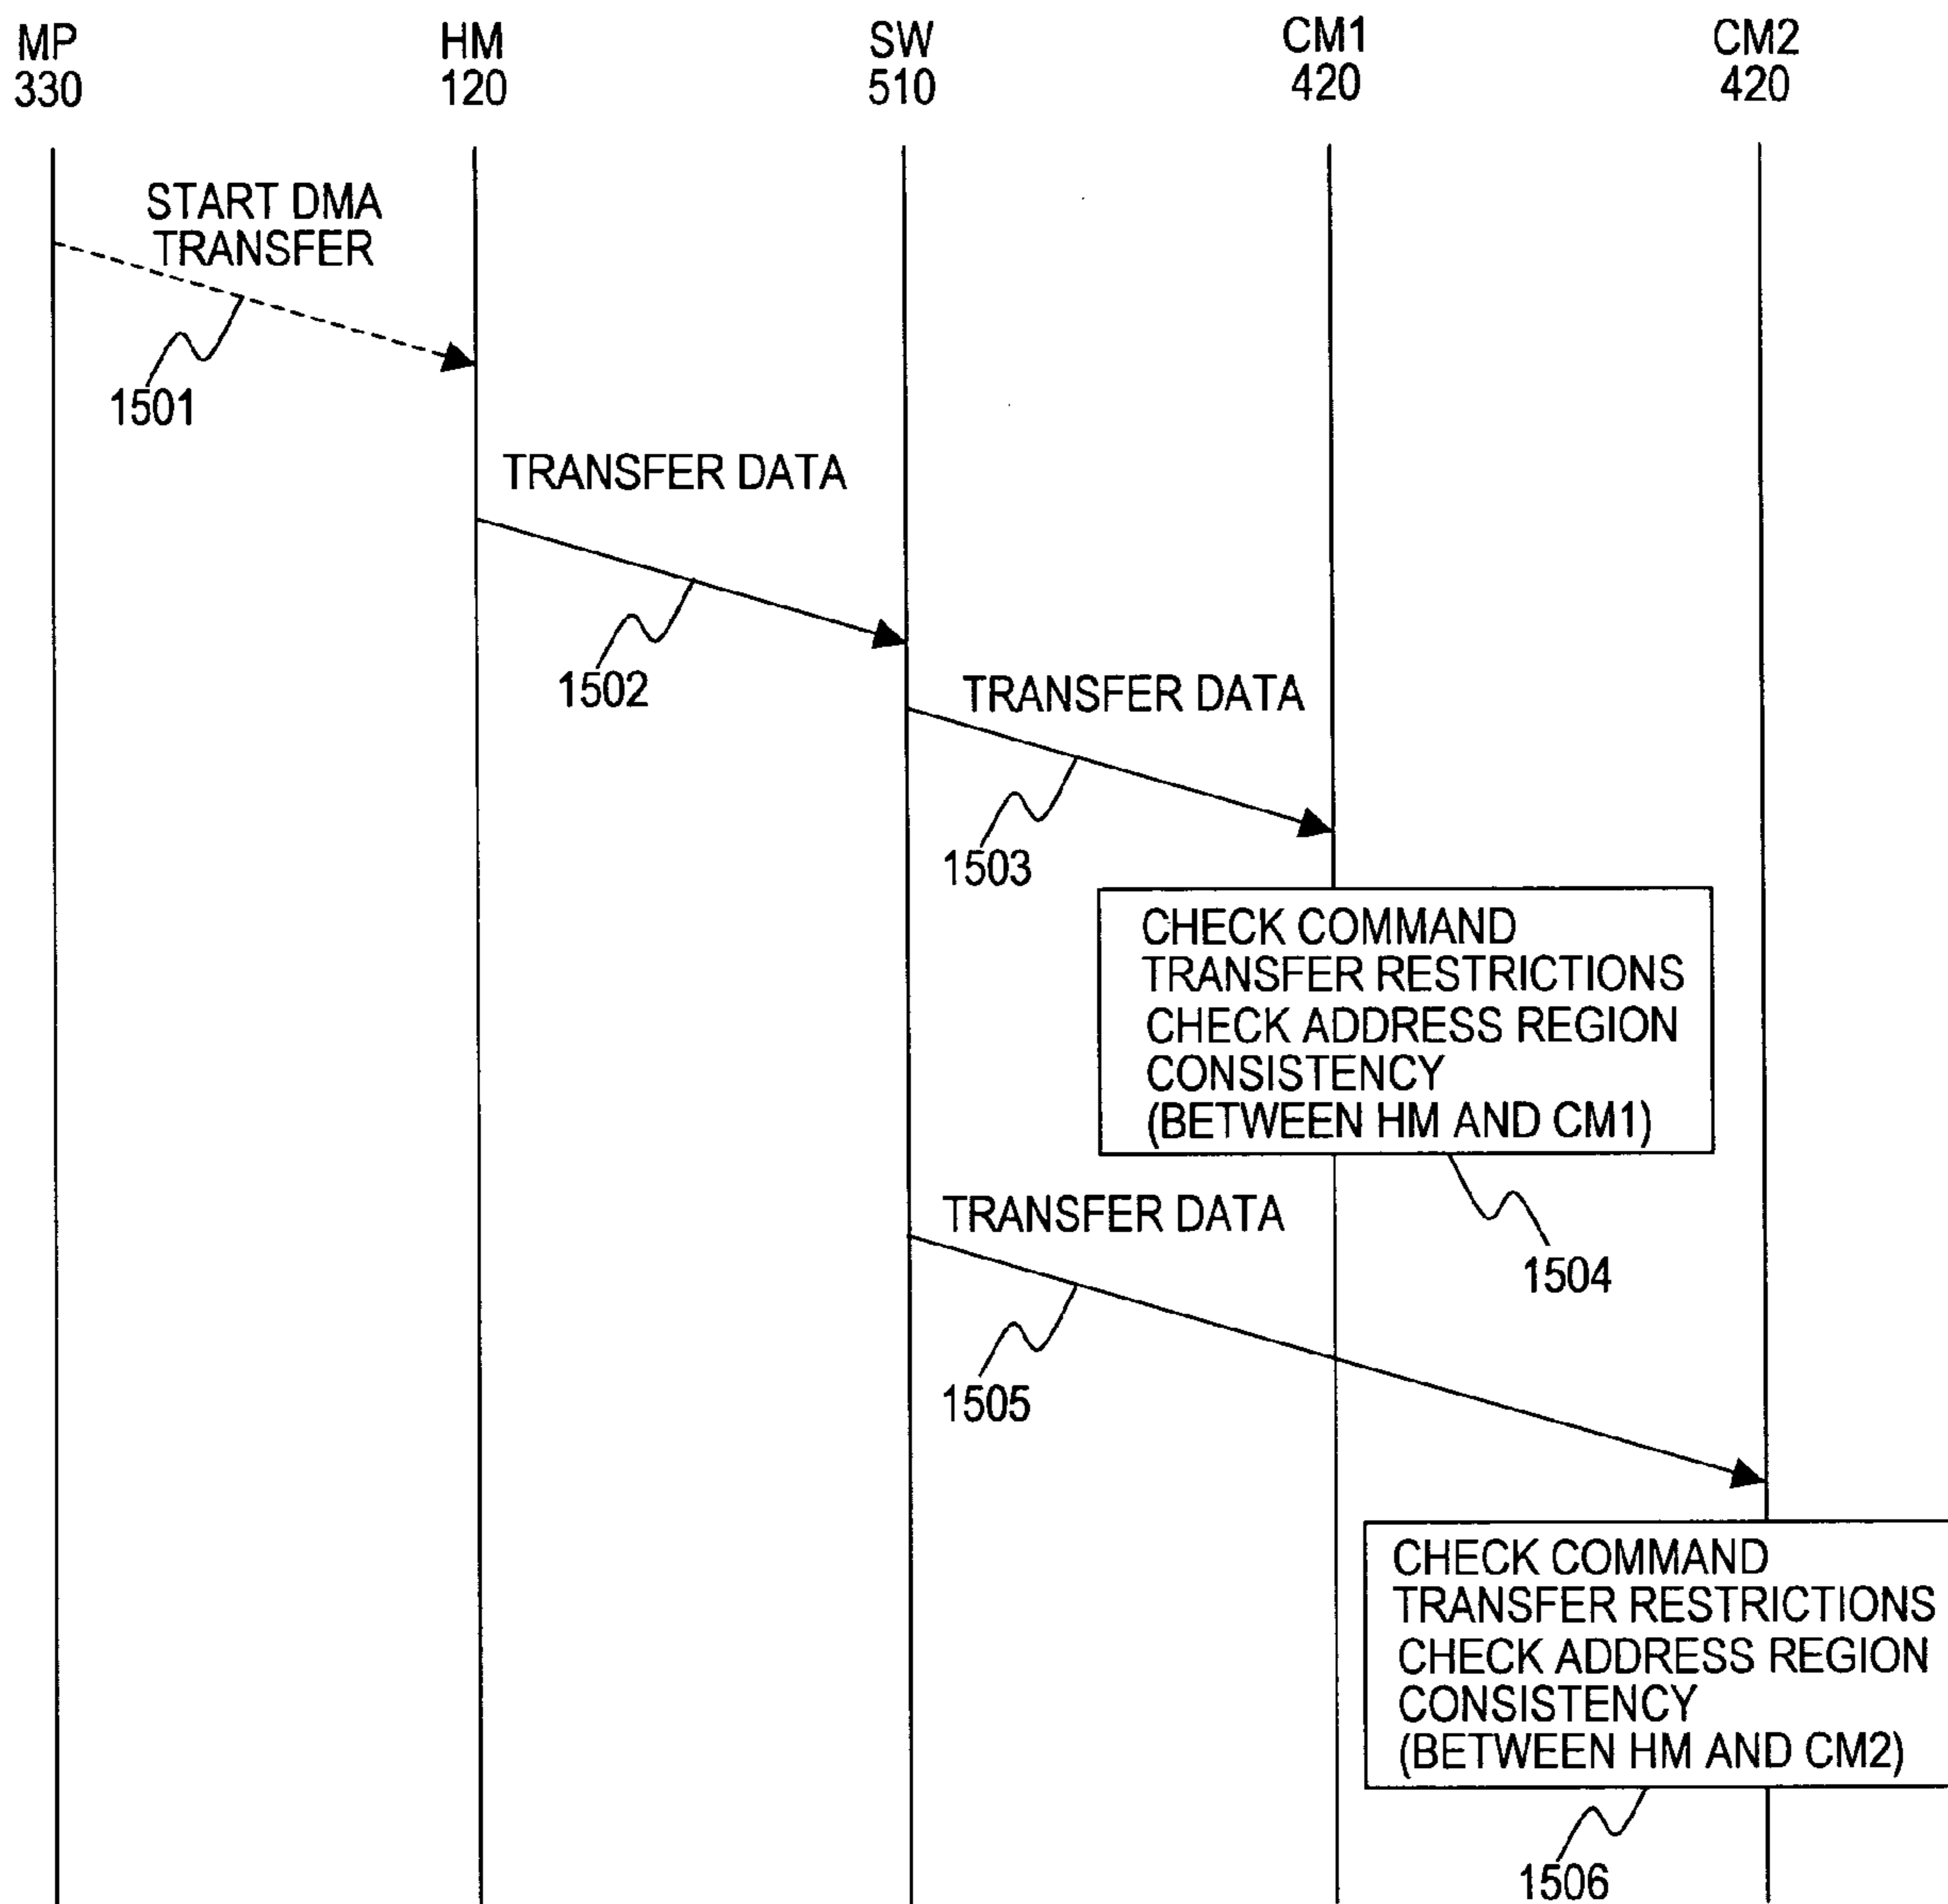 MP
330
HM
120
SW
510
CM1
420
CM2
420
START DMA
TRANSFER
1501
TRANSFER DATA
1502
TRANSFER DATA
1503
CHECK COMMAND
TRANSFER RESTRICTIONS
CHECK ADDRESS REGION
CONSISTENCY
(BETWEEN HM AND CM1)
1504
TRANSFER DATA
1505
CHECK COMMAND
TRANSFER RESTRICTIONS
CHECK ADDRESS REGION
CONSISTENCY
(BETWEEN HM AND CM2)
1506